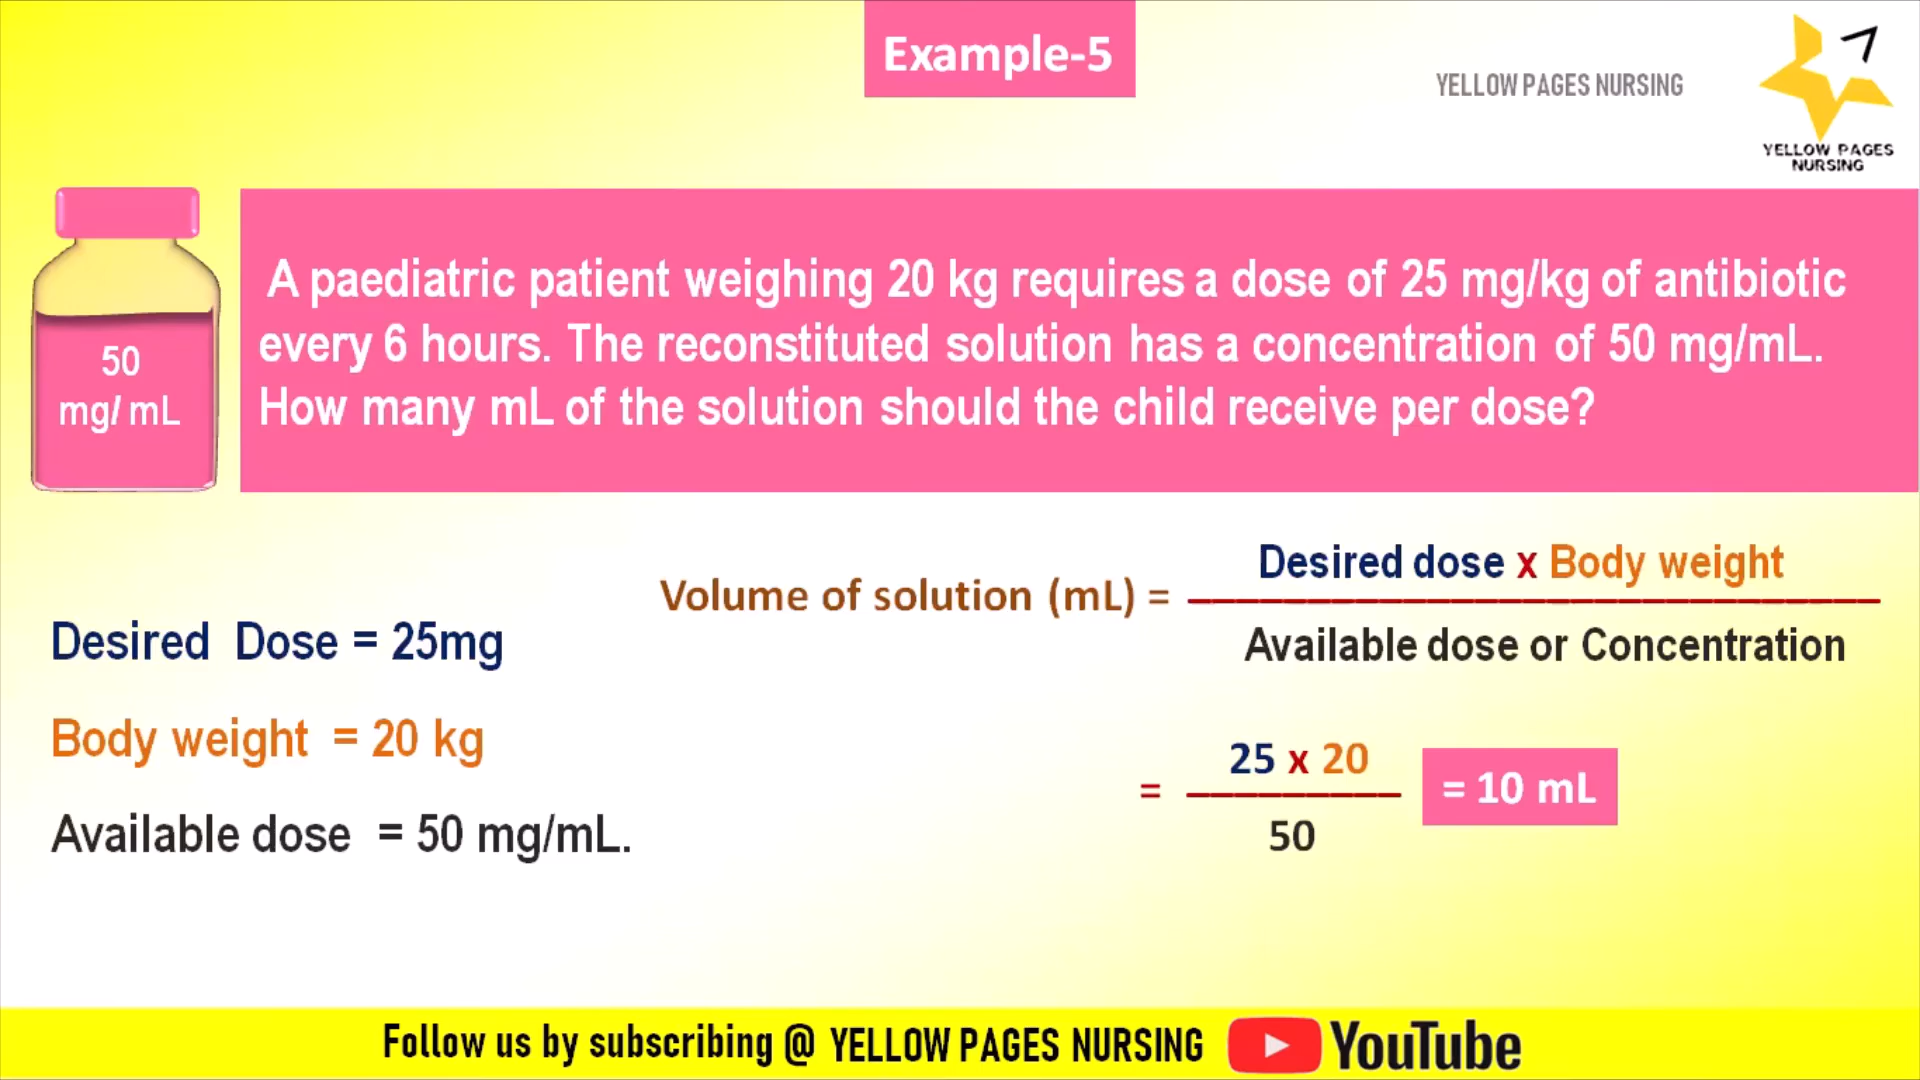 Example-5
YELLOW PAGES NURSING
YELLOW PAGES
NURSING
50
mg/ mL
A paediatric patient weighing 20 kg requires a dose of 25 mg/kg of antibiotic
every 6 hours. The reconstituted solution has a concentration of 50 mg/mL.
How many mL of the solution should the child receive per dose?
Desired Dose = 25mg
Body weight = 20 kg
Available dose = 50 mg/mL.
Desired dose x Body weight
Volume of solution (mL) =
Available dose or Concentration
25 x 20
=
50
= 10 mL
Follow us by subscribing @ YELLOW PAGES NURSING YouTube